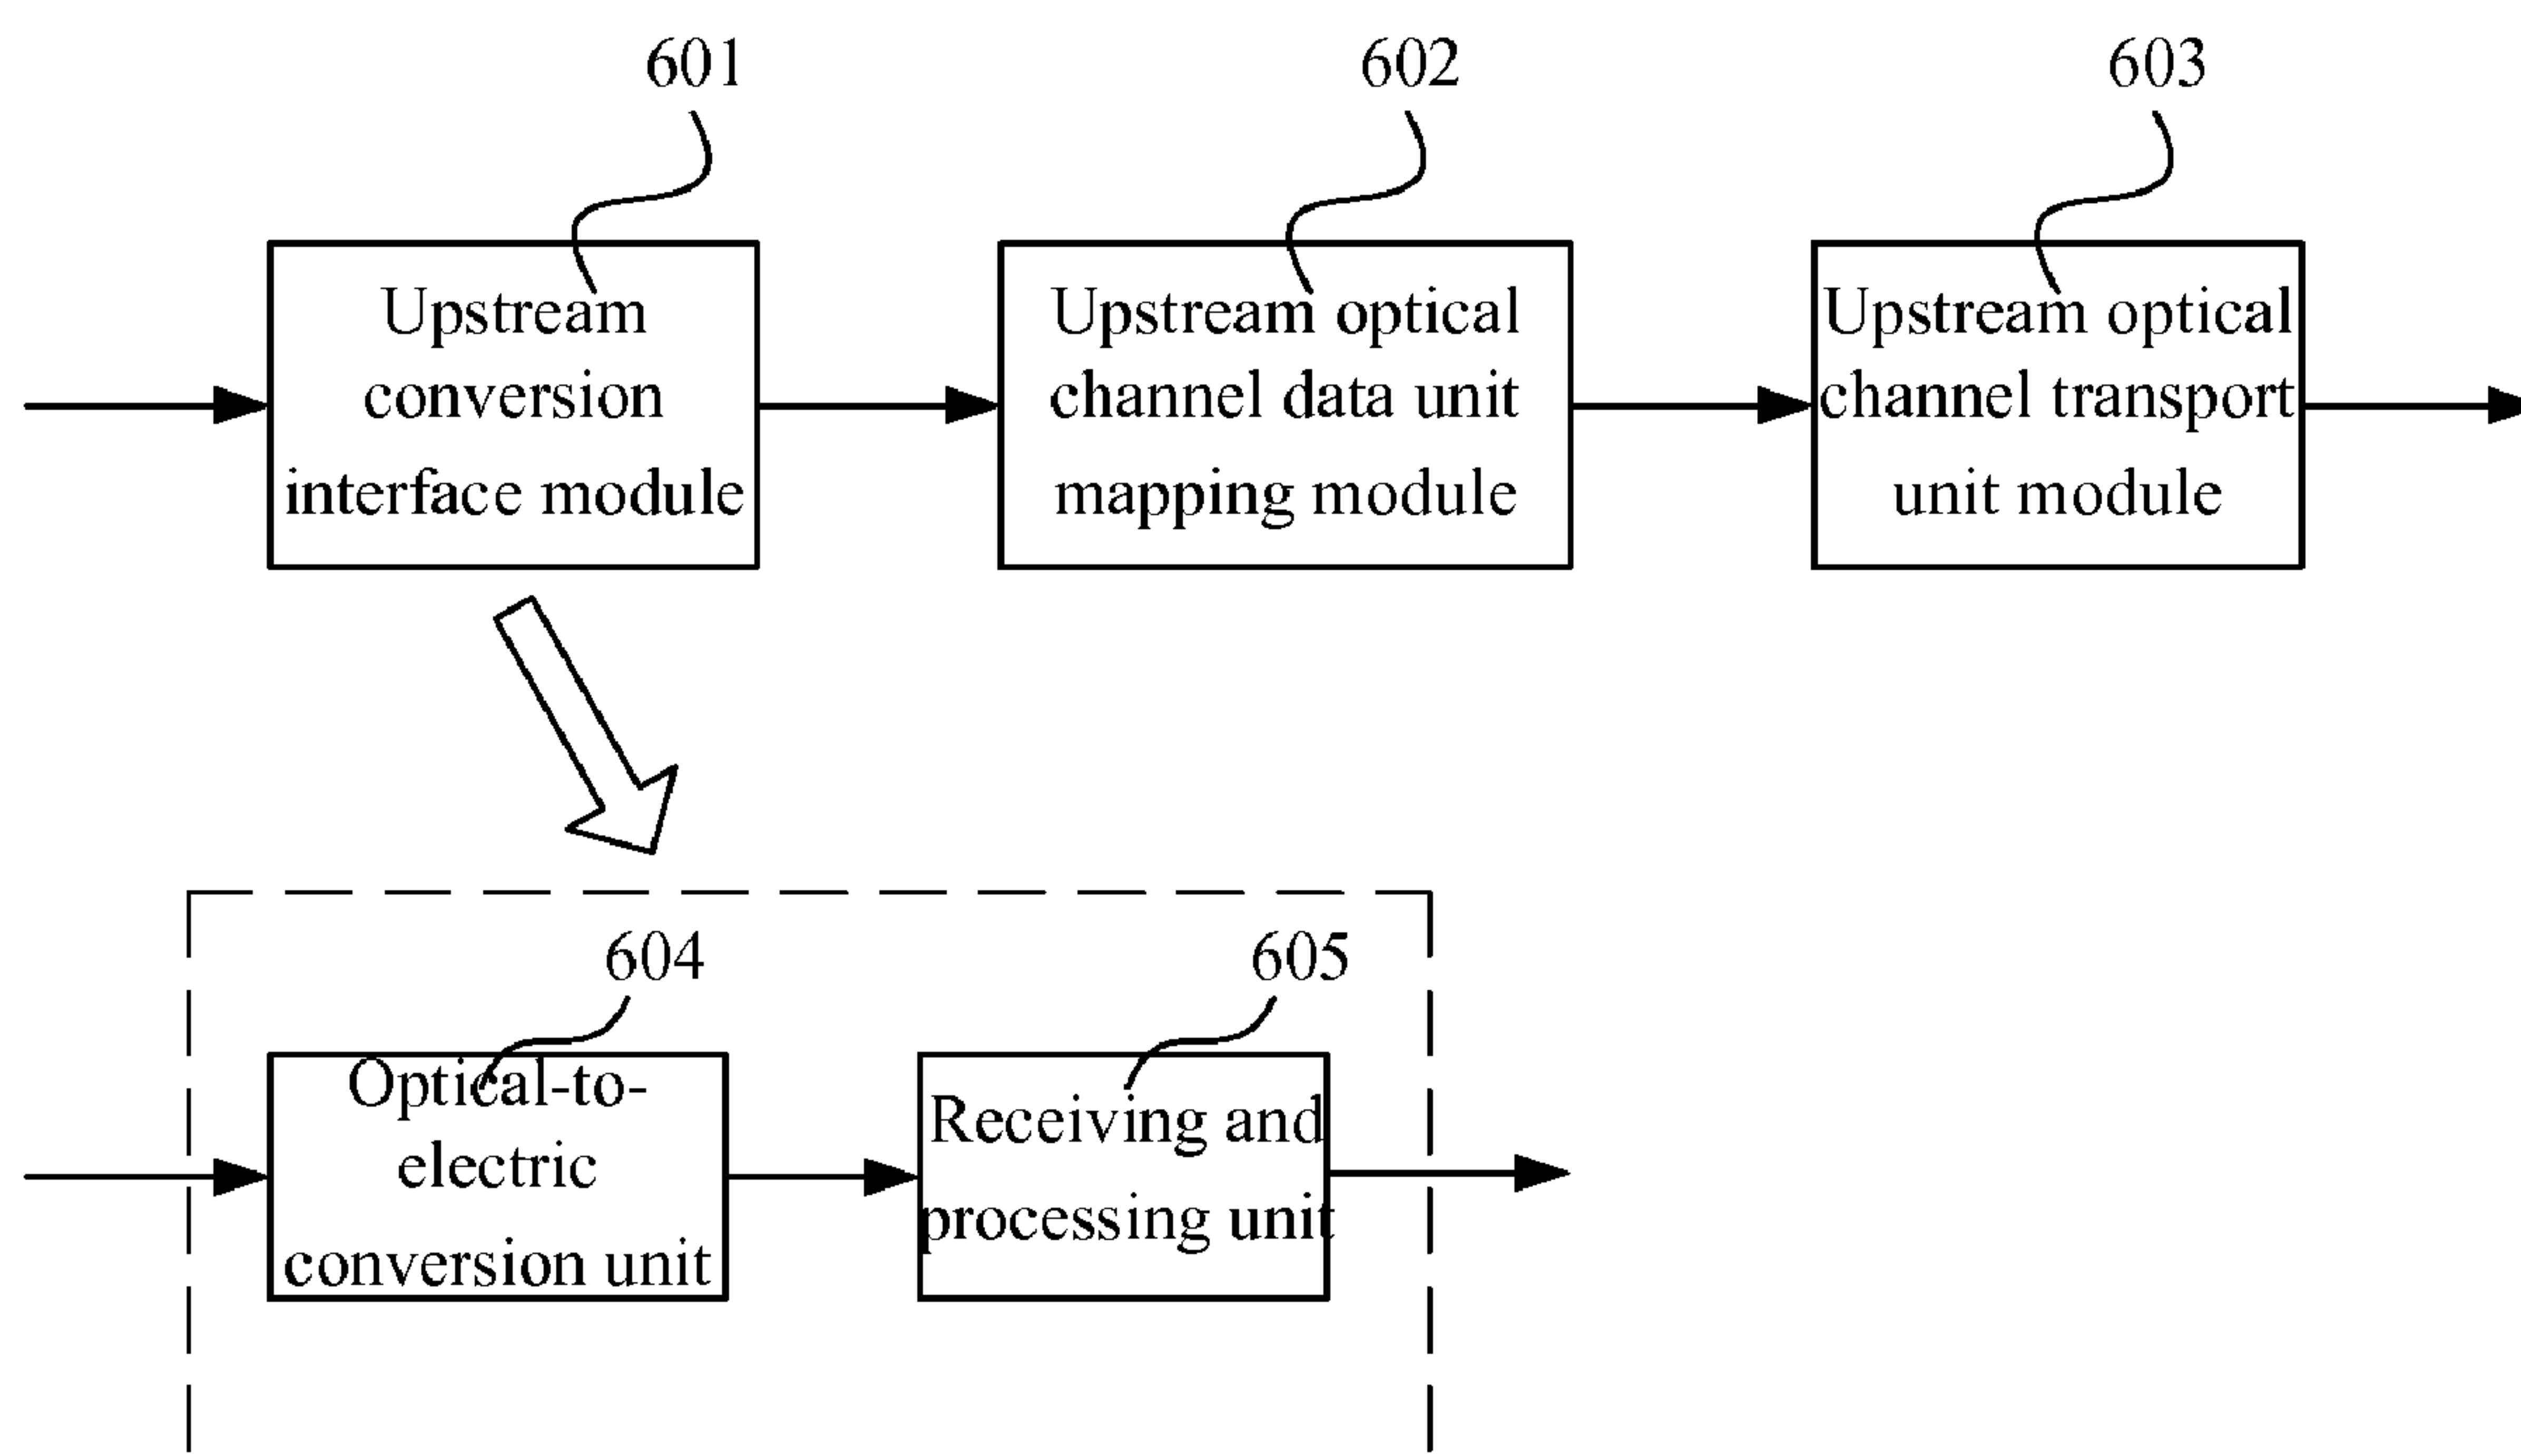 601
602
603
Upstream
conversion
interface module
Upstream optical
channel data unit
mapping module
Upstream optical
channel transport
unit module
604
605
Optical-to-
electric
conversion unit
Receiving and
processing unit